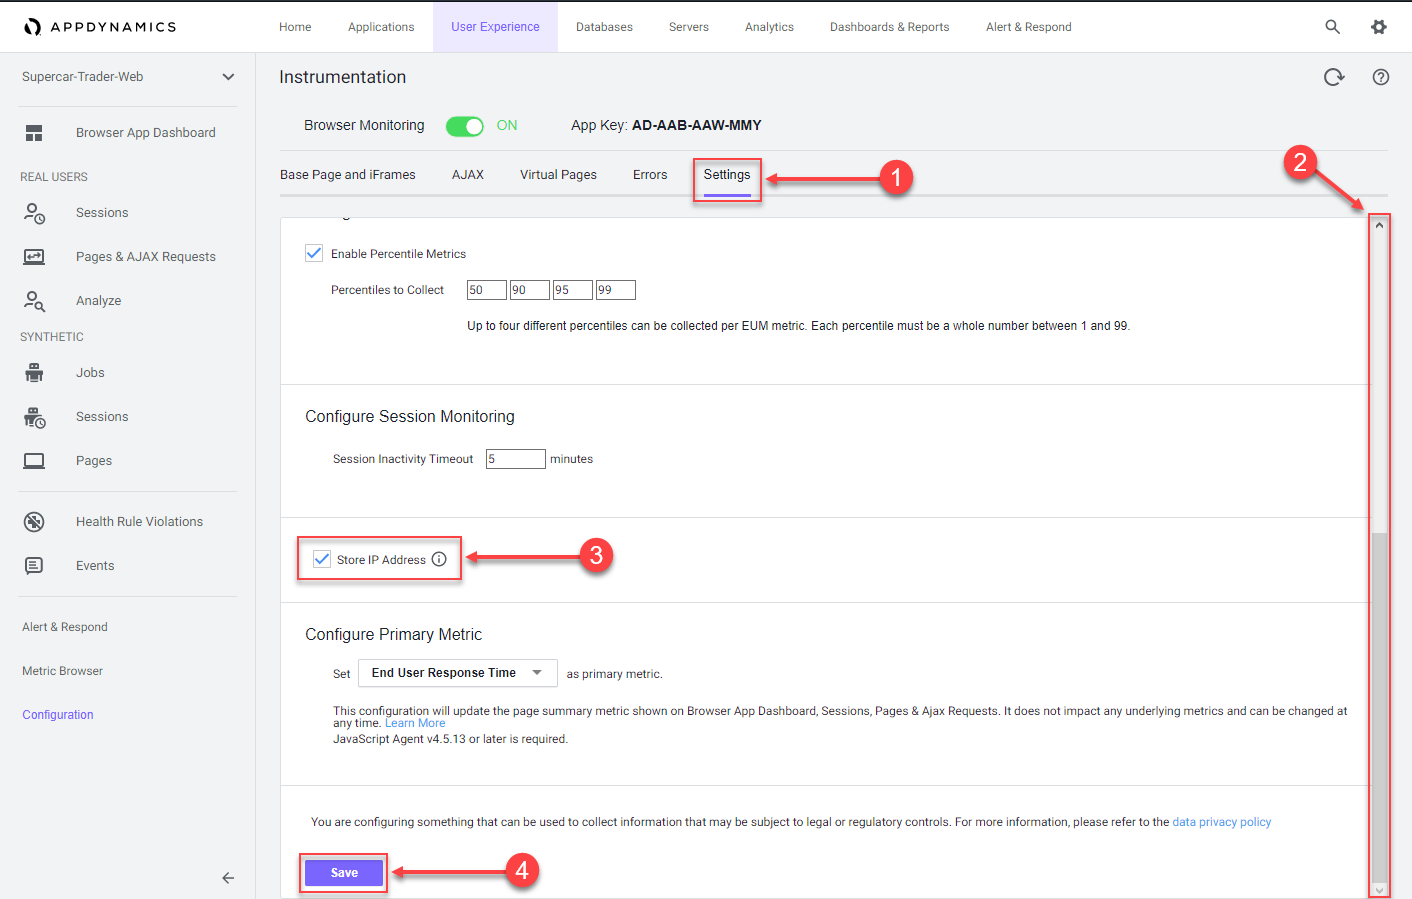 APPDYNAMICS
Home
Applications
User Experience
Databases
Servers
Analytics
Dashboards & Reports
Alert & Respond
Supercar-Trader-Web
Browser App Dashboard
REAL USERS
Sessions
Pages & AJAX Requests
Analyze
SYNTHETIC
Jobs
Sessions
Pages
Health Rule Violations
Events
Alert & Respond
Metric Browser
Configuration
Instrumentation
Browser Monitoring
ON
App Key: AD-AAB-AAW-MMY
Base Page and iFrames
AJAX
Virtual Pages
Errors
Settings
1
2
Enable Percentile Metrics
Percentiles to Collect
50
90
95
99
Up to four different percentiles can be collected per EUM metric. Each percentile must be a whole number between 1 and 99.
Configure Session Monitoring
Session Inactivity Timeout
5
minutes
Store IP Address
3
Configure Primary Metric
Set
End User Response Time
as primary metric.
This configuration will update the page summary metric shown on Browser App Dashboard, Sessions, Pages & Ajax Requests. It does not impact any underlying metrics and can be changed at
any time. Learn More
JavaScript Agent v4.5.13 or later is required.
You are configuring something that can be used to collect information that may be subject to legal or regulatory controls. For more information, please refer to the data privacy policy
Save
4